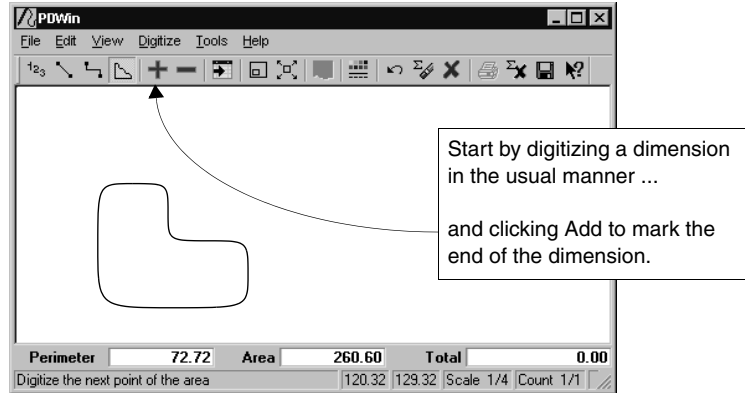 PDWin
File Edit View Digitize Tools Help
123
Σ Σx ?
Start by digitizing a dimension
in the usual manner ...
and clicking Add to mark the
end of the dimension.
Perimeter 72.72 Area 260.60 Total 0.00
Digitize the next point of the area 120.32 129.32 Scale 1/4 Count 1/1